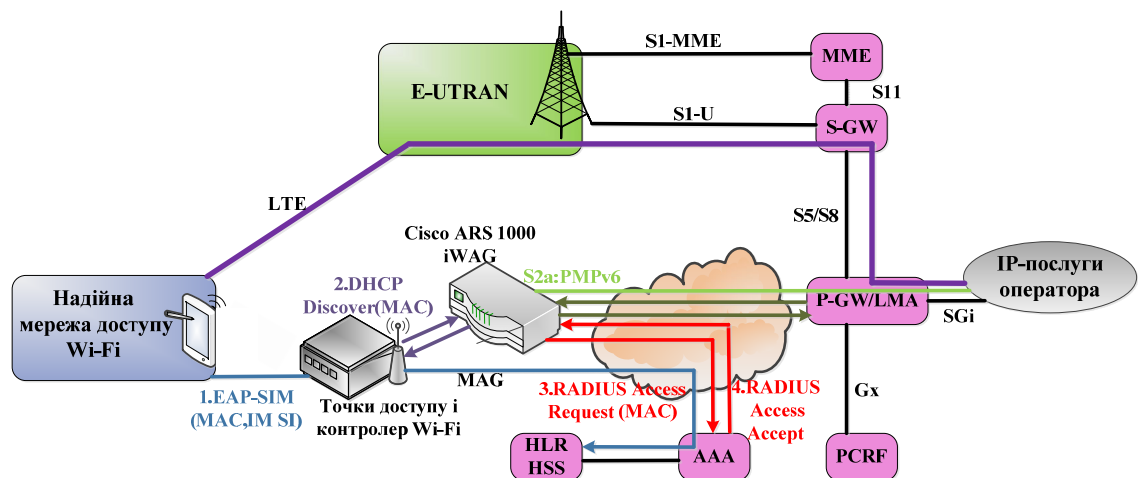 S1-MME
MME
E-UTRAN
S11
S1-U
S-GW
LTE
S5/S8
Cisco ARS 1000
iWAG
IP-послуги
оператора
S2a:PMPv6
2.DHCP
Discover(MAC)
Надійна
мережа доступу
Wi-Fi
P-GW/LMA
SGi
MAG
1.EAP-SIM
(MAC,IM SI)
Точки доступу і
контролер Wi-Fi
3.RADIUS Access
Request (MAC)
4.RADIUS
Access
Accept
Gx
HLR
HSS
AAA
PCRF